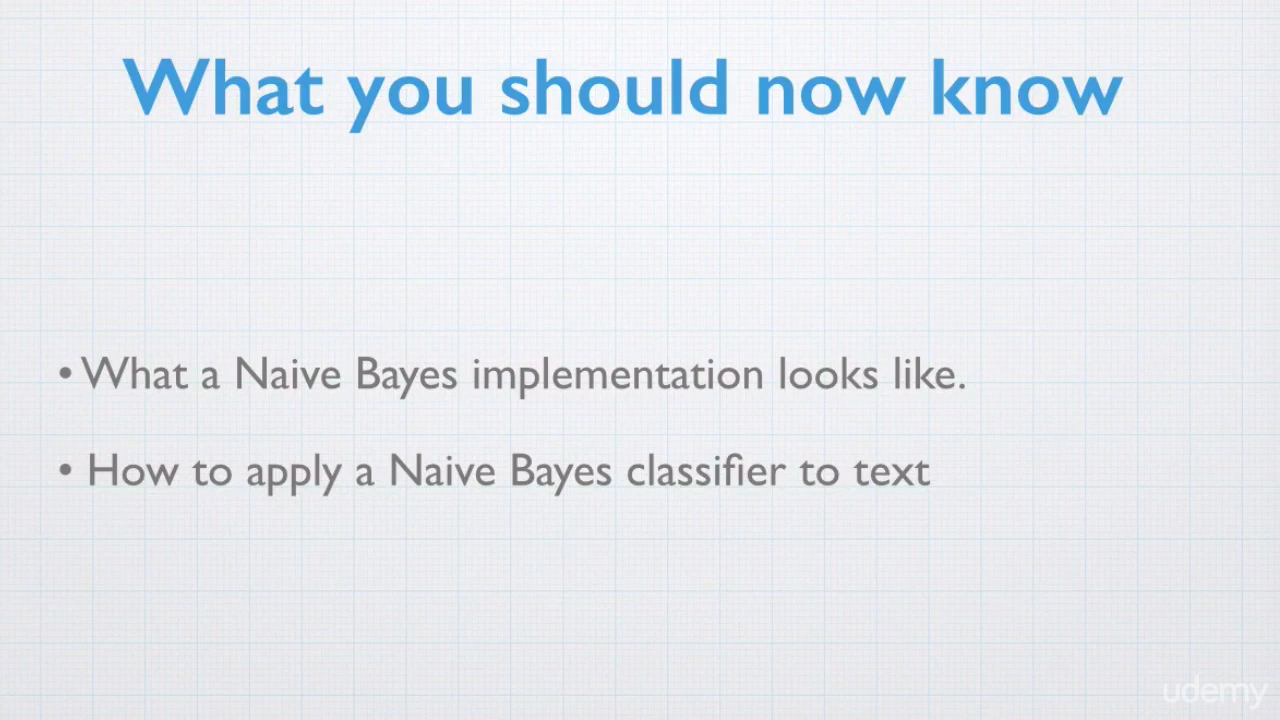 What you should now know
• What a Naive Bayes implementation looks like.
• How to apply a Naive Bayes classifier to text
udemy